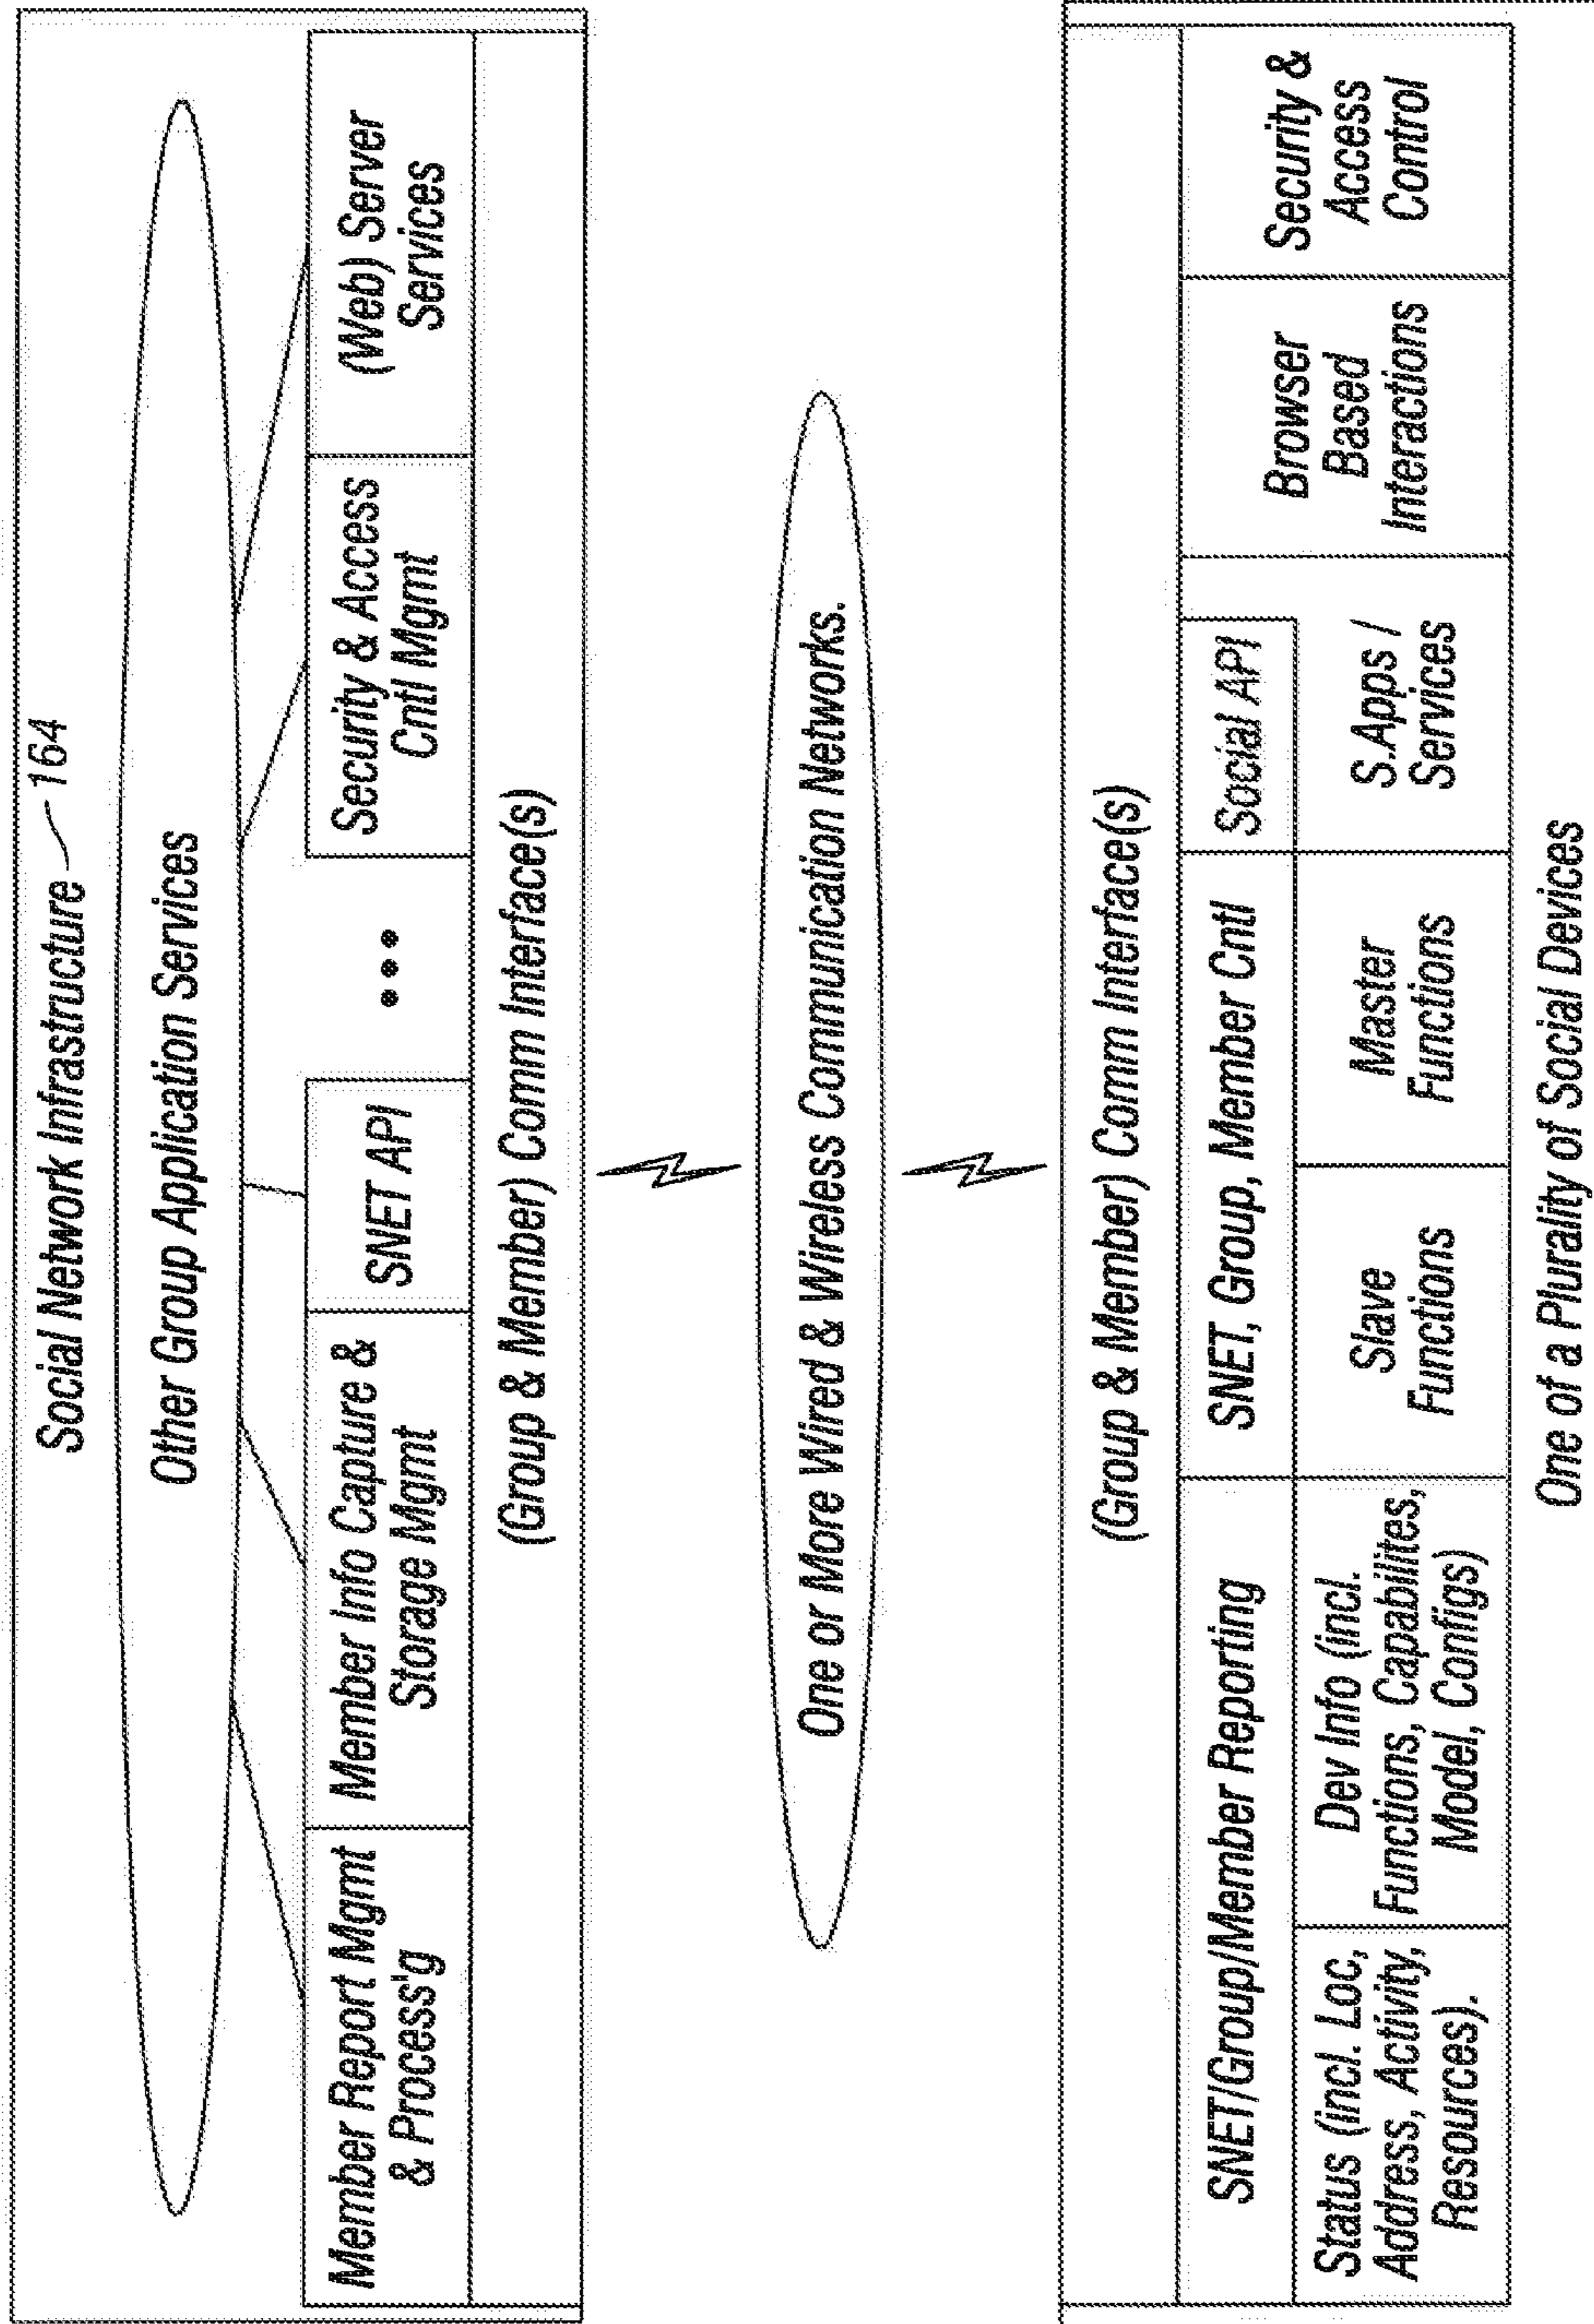 Social Network Infrastructure 164
Other Group Application Services
Member Report Mgmt
& Process'g
Member Info Capture &
Storage Mgmt
SNET API
•••
Security & Access
Cntl Mgmt
(Web) Server
Services
(Group & Member) Comm Interface(s)
One or More Wired & Wireless Communication Networks.
(Group & Member) Comm Interfaces(s)
SNET/Group/Member Reporting
SNET, Group, Member Cntl
Social API
Status (incl. Loc,
Address, Activity,
Resources).
Dev Info (incl.
Functions, Capabilites,
Model, Configs)
Slave
Functions
Master
Functions
S.Apps /
Services
Browser
Based
Interactions
Security &
Access
Control
One of a Plurality of Social Devices